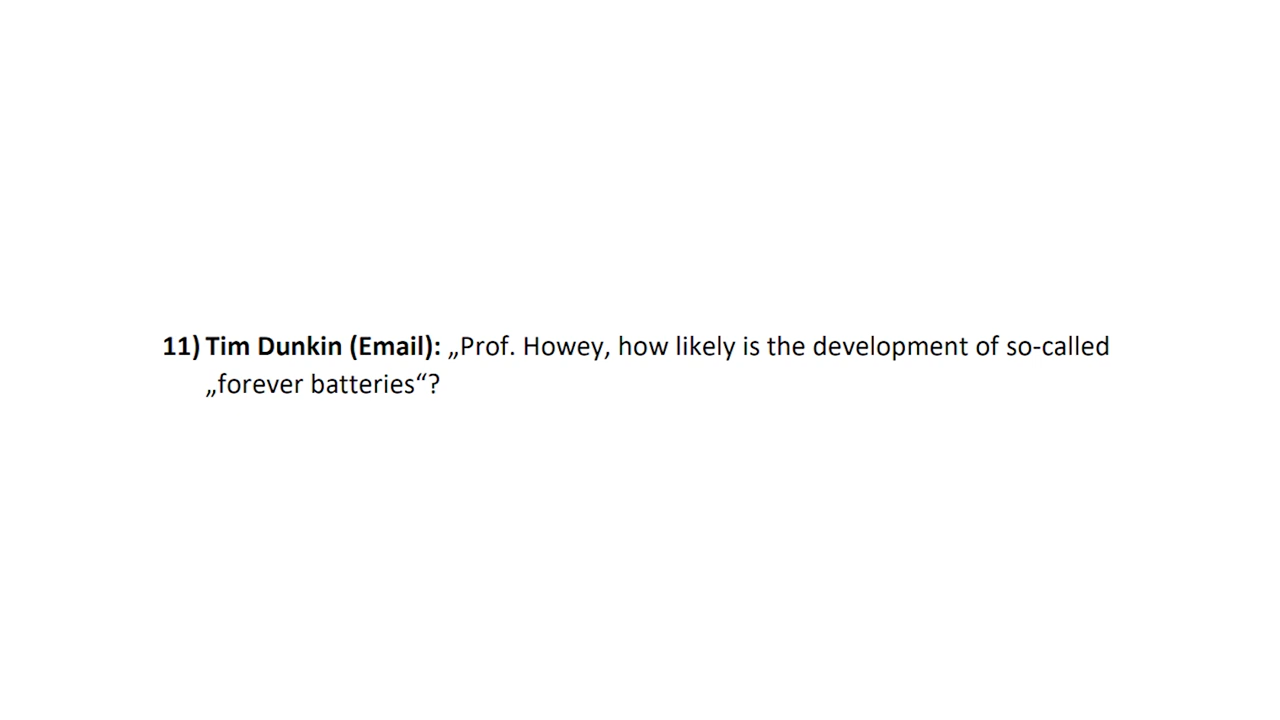 11) Tim Dunkin (Email): „Prof. Howey, how likely is the development of so-called
„forever batteries“?